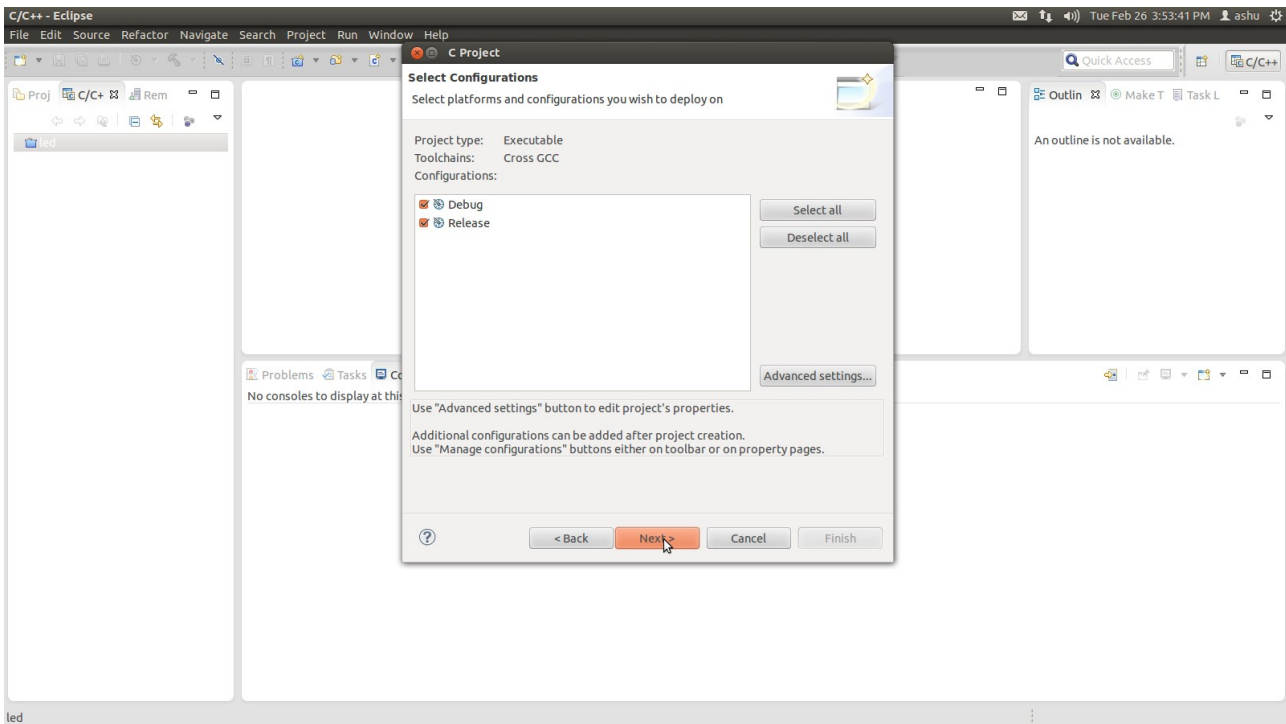 C/C++ - Eclipse
Tue Feb 26 3:53:41 PM ashu
File Edit Source Refactor Navigate Search Project Run Window Help
C Project
Quick Access
C/C++
Select Configurations
Select platforms and configurations you wish to deploy on
Proj C/C+ Rem
Outlin Make T Task L
led
An outline is not available.
Project type: Executable
Toolchains: Cross GCC
Configurations:
Debug
Release
Select all
Deselect all
Advanced settings...
Problems Tasks Co
No consoles to display at this
Use "Advanced settings" button to edit project's properties.
Additional configurations can be added after project creation.
Use "Manage configurations" buttons either on toolbar or on property pages.
< Back Next > Cancel Finish
led